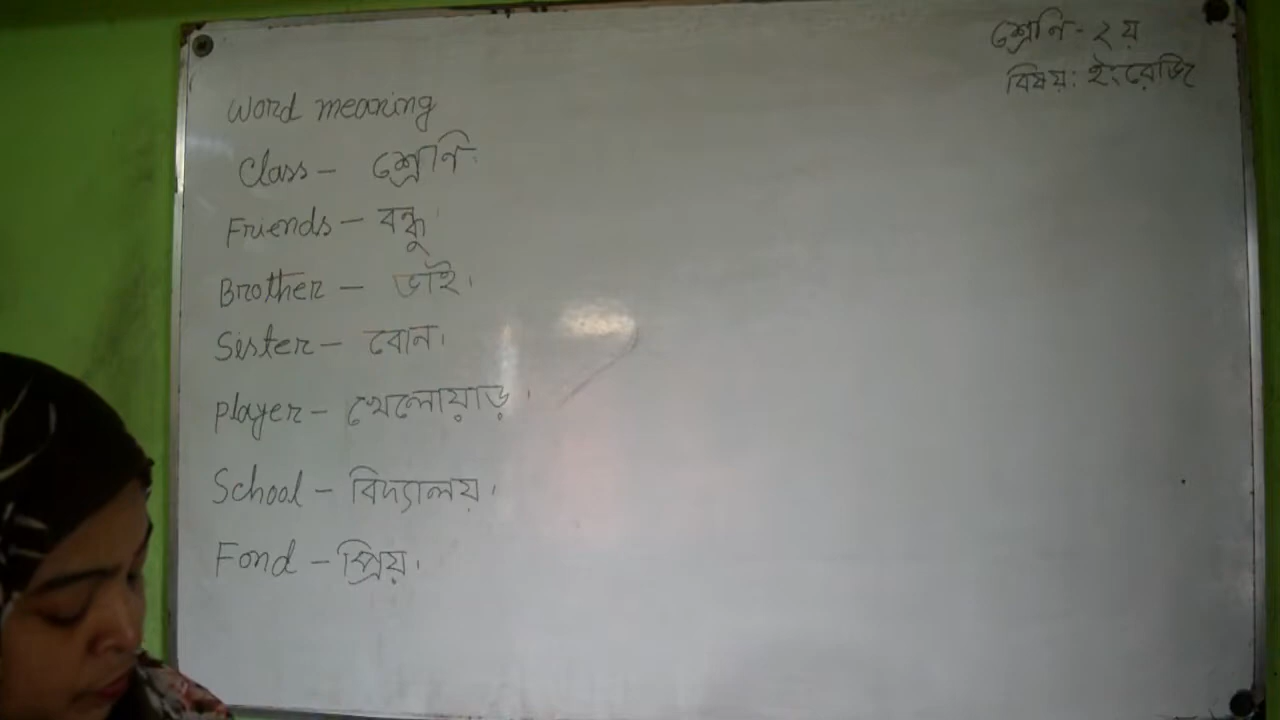 শ্রেণি - ২য়
বিষয়: ইংরেজি
Word meaning
Class – শ্রেণি।
Friends – বন্ধু।
Brother – ভাই।
Sister – বোন।
Player – খেলোয়াড়।
School – বিদ্যালয়।
Fond – প্রিয়।